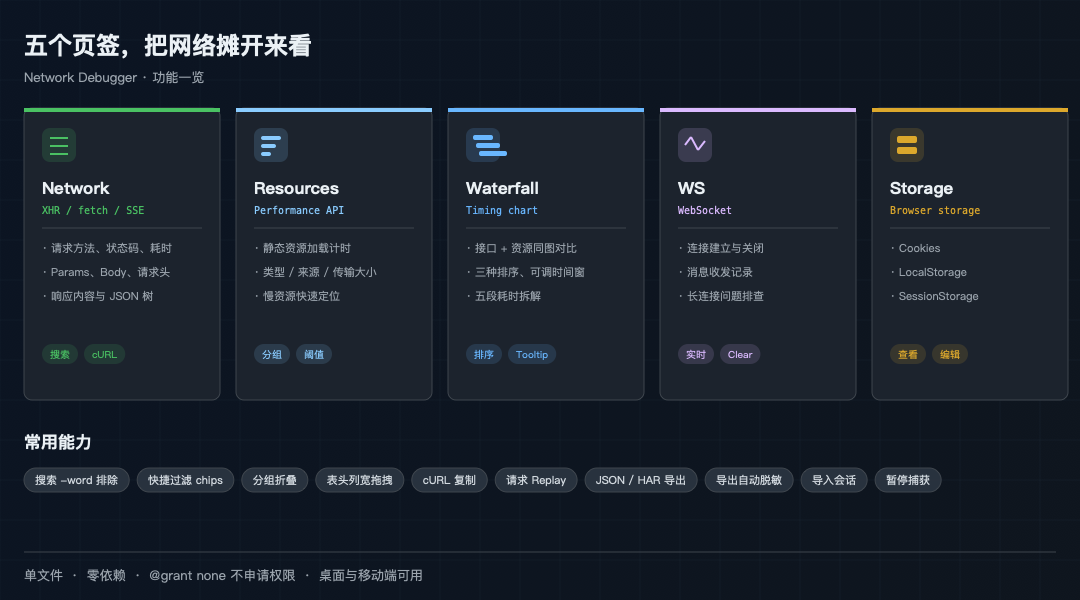 五个页签，把网络摊开来看
Network Debugger · 功能一览
Network
XHR / fetch / SSE
· 请求方法、状态码、耗时
· Params、Body、请求头
· 响应内容与 JSON 树
搜索 cURL
Resources
Performance API
· 静态资源加载计时
· 类型 / 来源 / 传输大小
· 慢资源快速定位
分组 阈值
Waterfall
Timing chart
· 接口 + 资源同图对比
· 三种排序、可调时间窗
· 五段耗时拆解
排序 Tooltip
WS
WebSocket
· 连接建立与关闭
· 消息收发记录
· 长连接问题排查
实时 Clear
Storage
Browser storage
· Cookies
· LocalStorage
· SessionStorage
查看 编辑
常用能力
搜索 –word 排除 快捷过滤 chips 分组折叠 表头列宽拖拽 cURL 复制 请求 Replay JSON / HAR 导出 导出自动脱敏 导入会话 暂停捕获
单文件 · 零依赖 · @grant none 不申请权限 · 桌面与移动端可用